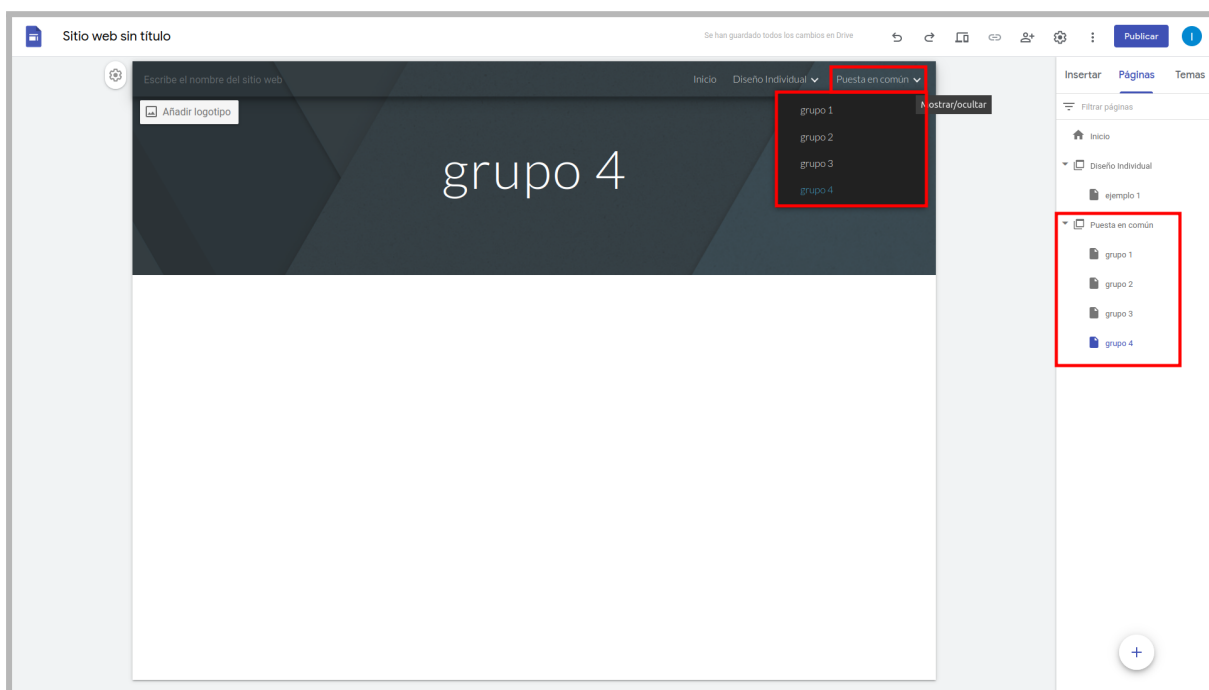 Sitio web sin título
Se han guardado todos los cambios en Drive
Publicar
I
Escribe el nombre del sitio web
Inicio
Diseño Individual
Puesta en común
Mostrar/ocultar
Añadir logotipo
grupo 1
grupo 2
grupo 3
grupo 4
grupo 4
Insertar
Páginas
Temas
Filtrar páginas
Inicio
Diseño Individual
ejemplo 1
Puesta en común
grupo 1
grupo 2
grupo 3
grupo 4